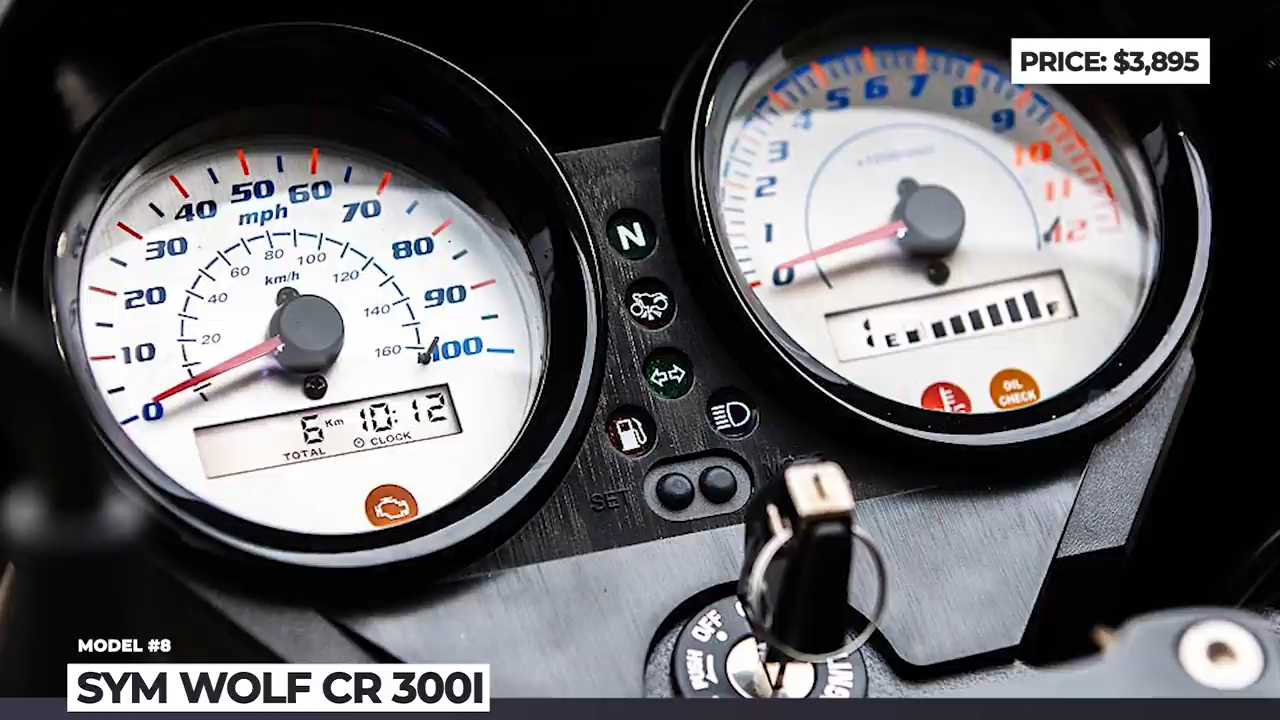 PRICE: $3,895
0 10 20 30 40 50 60 70 80 90 100
mph
20 40 60 80 100 120 140 160
km/h
6 Km 10:12
TOTAL CLOCK
0 1 2 3 4 5 6 7 8 9 10 11 12
E F
OIL
CHECK
N
SET
OFF
PUSH
MODEL #8
SYM WOLF CR 300I